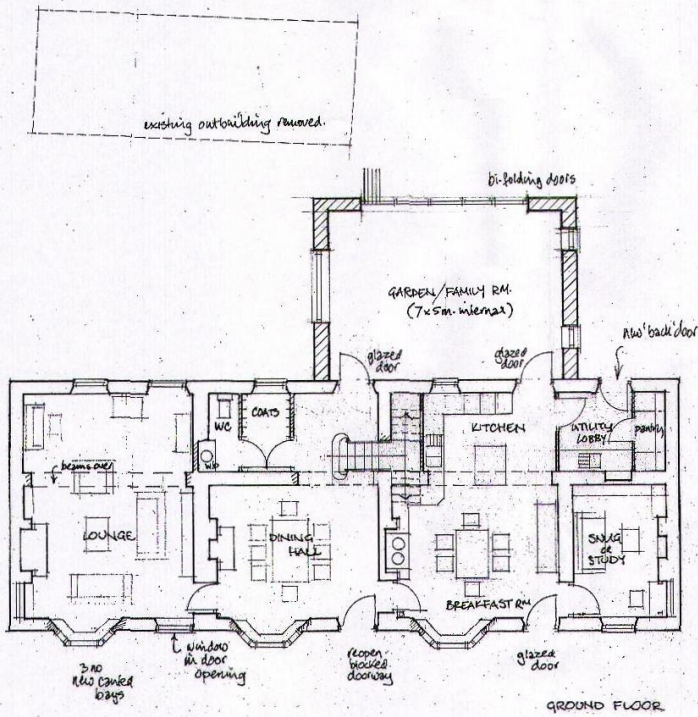 existing outbuilding removed.
bi-folding doors
GARDEN/FAMILY RM.
(7x5m. internal)
new 'back' door
glazed
door
glazed
door
WC
COATS
KITCHEN
UTILITY
LOBBY
pantry
beams over
LOUNGE
DINING
HALL
SNUG
or
STUDY
BREAKFAST RM
3 no
new canted
bays
window
in door
opening
reopen
blocked
doorway
glazed
door
GROUND FLOOR